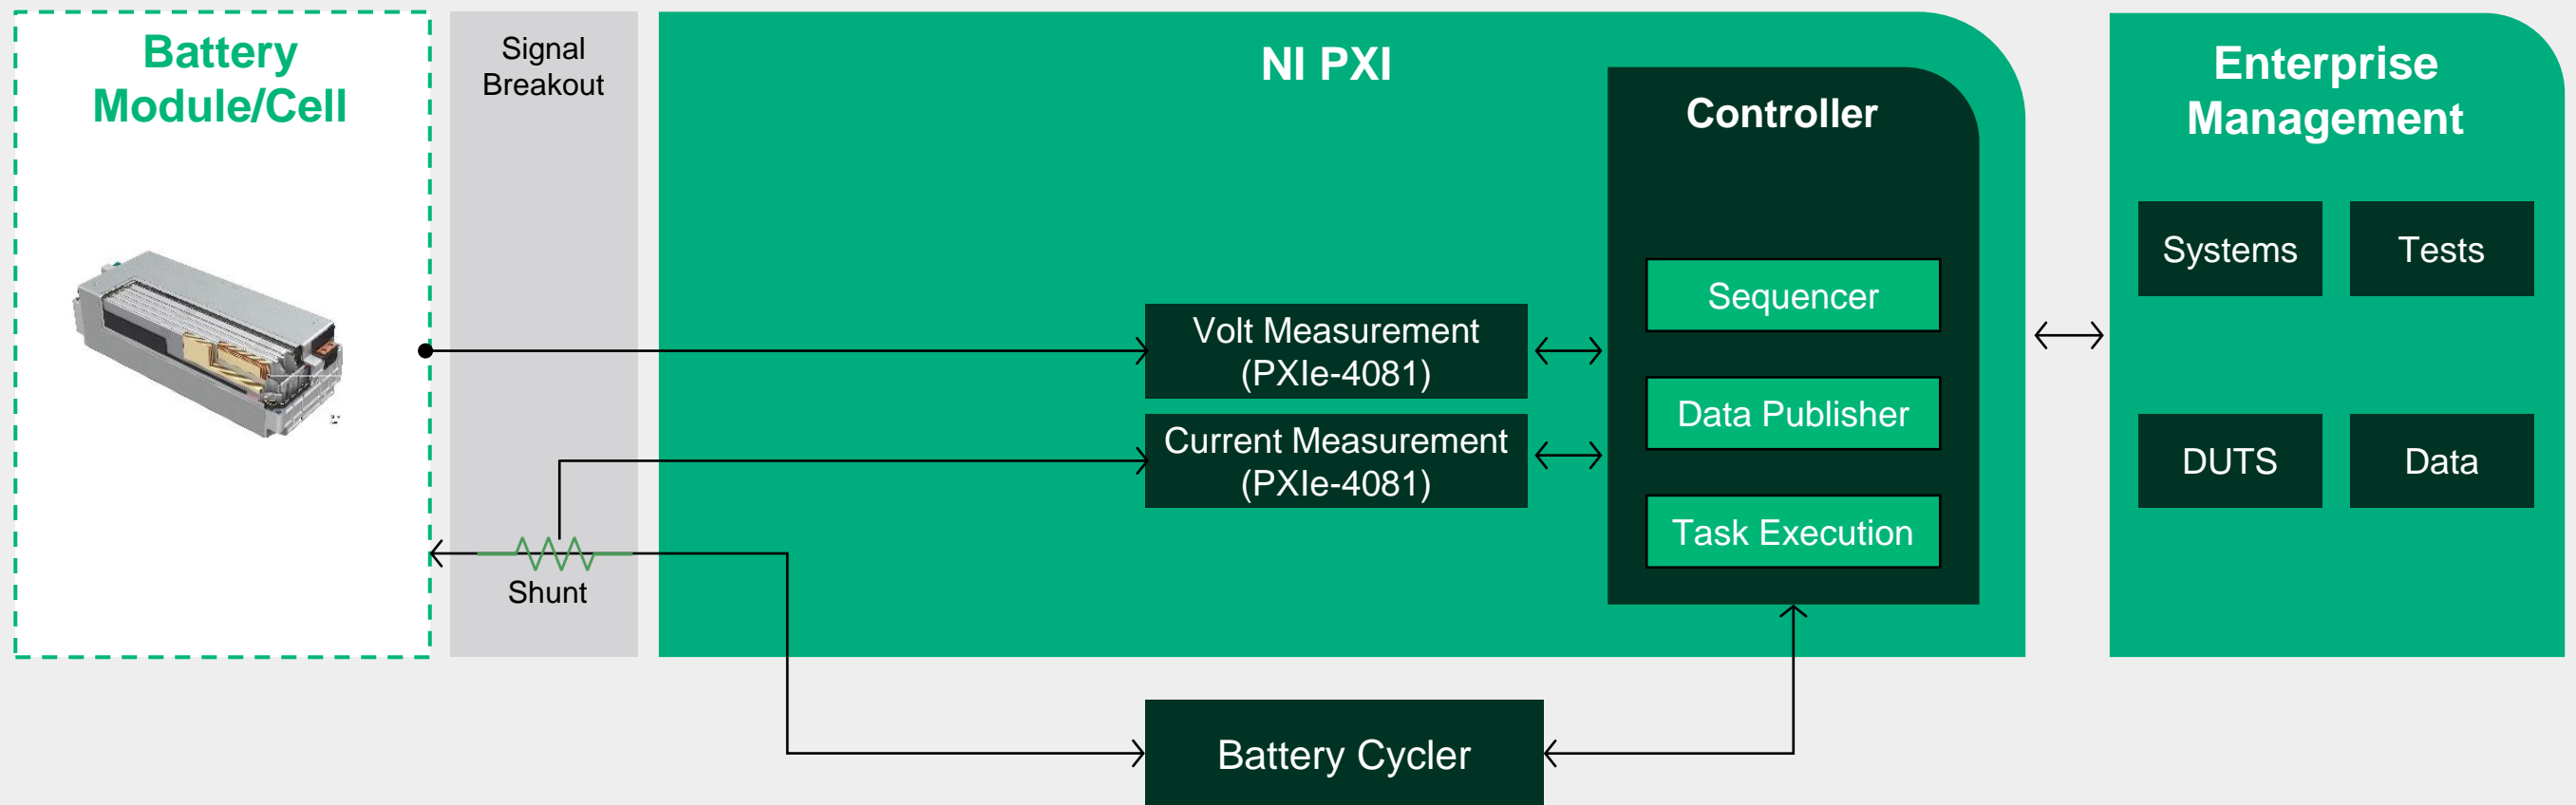 Battery
Module/Cell
Signal
Breakout
Shunt
NI PXI
Volt Measurement
(PXIe-4081)
Current Measurement
(PXIe-4081)
Controller
Sequencer
Data Publisher
Task Execution
Battery Cycler
Enterprise
Management
Systems
Tests
DUTS
Data